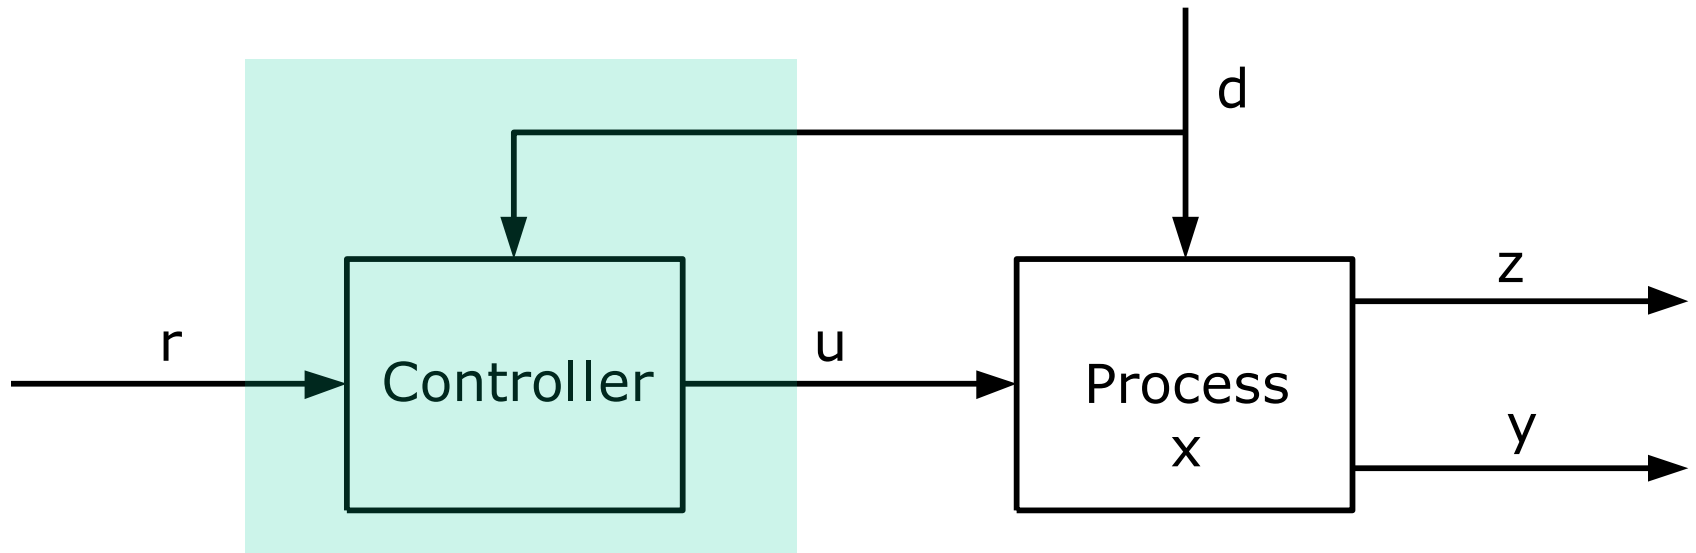 d
z
r
u
Controller
Process
x
y